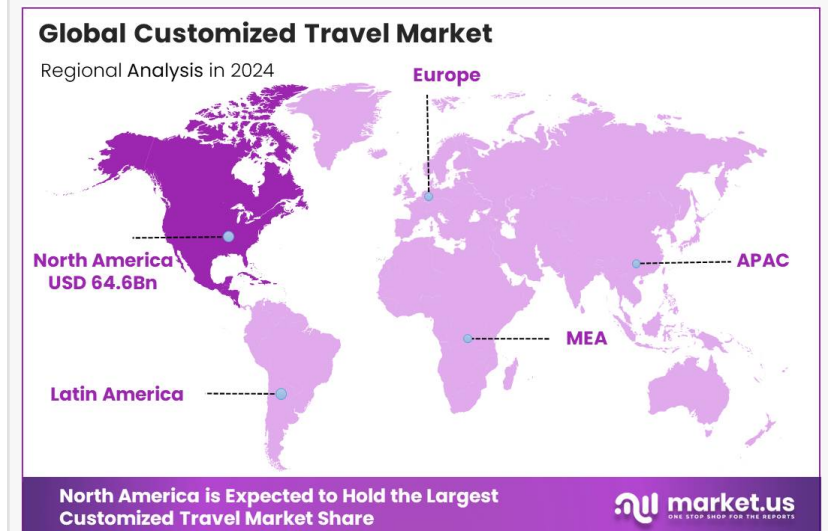 Global Customized Travel Market
Regional Analysis in 2024
Europe
North America
USD 64.6Bn
APAC
MEA
Latin America
North America is Expected to Hold the Largest
Customized Travel Market Share
market.us
ONE STOP SHOP FOR THE REPORTS